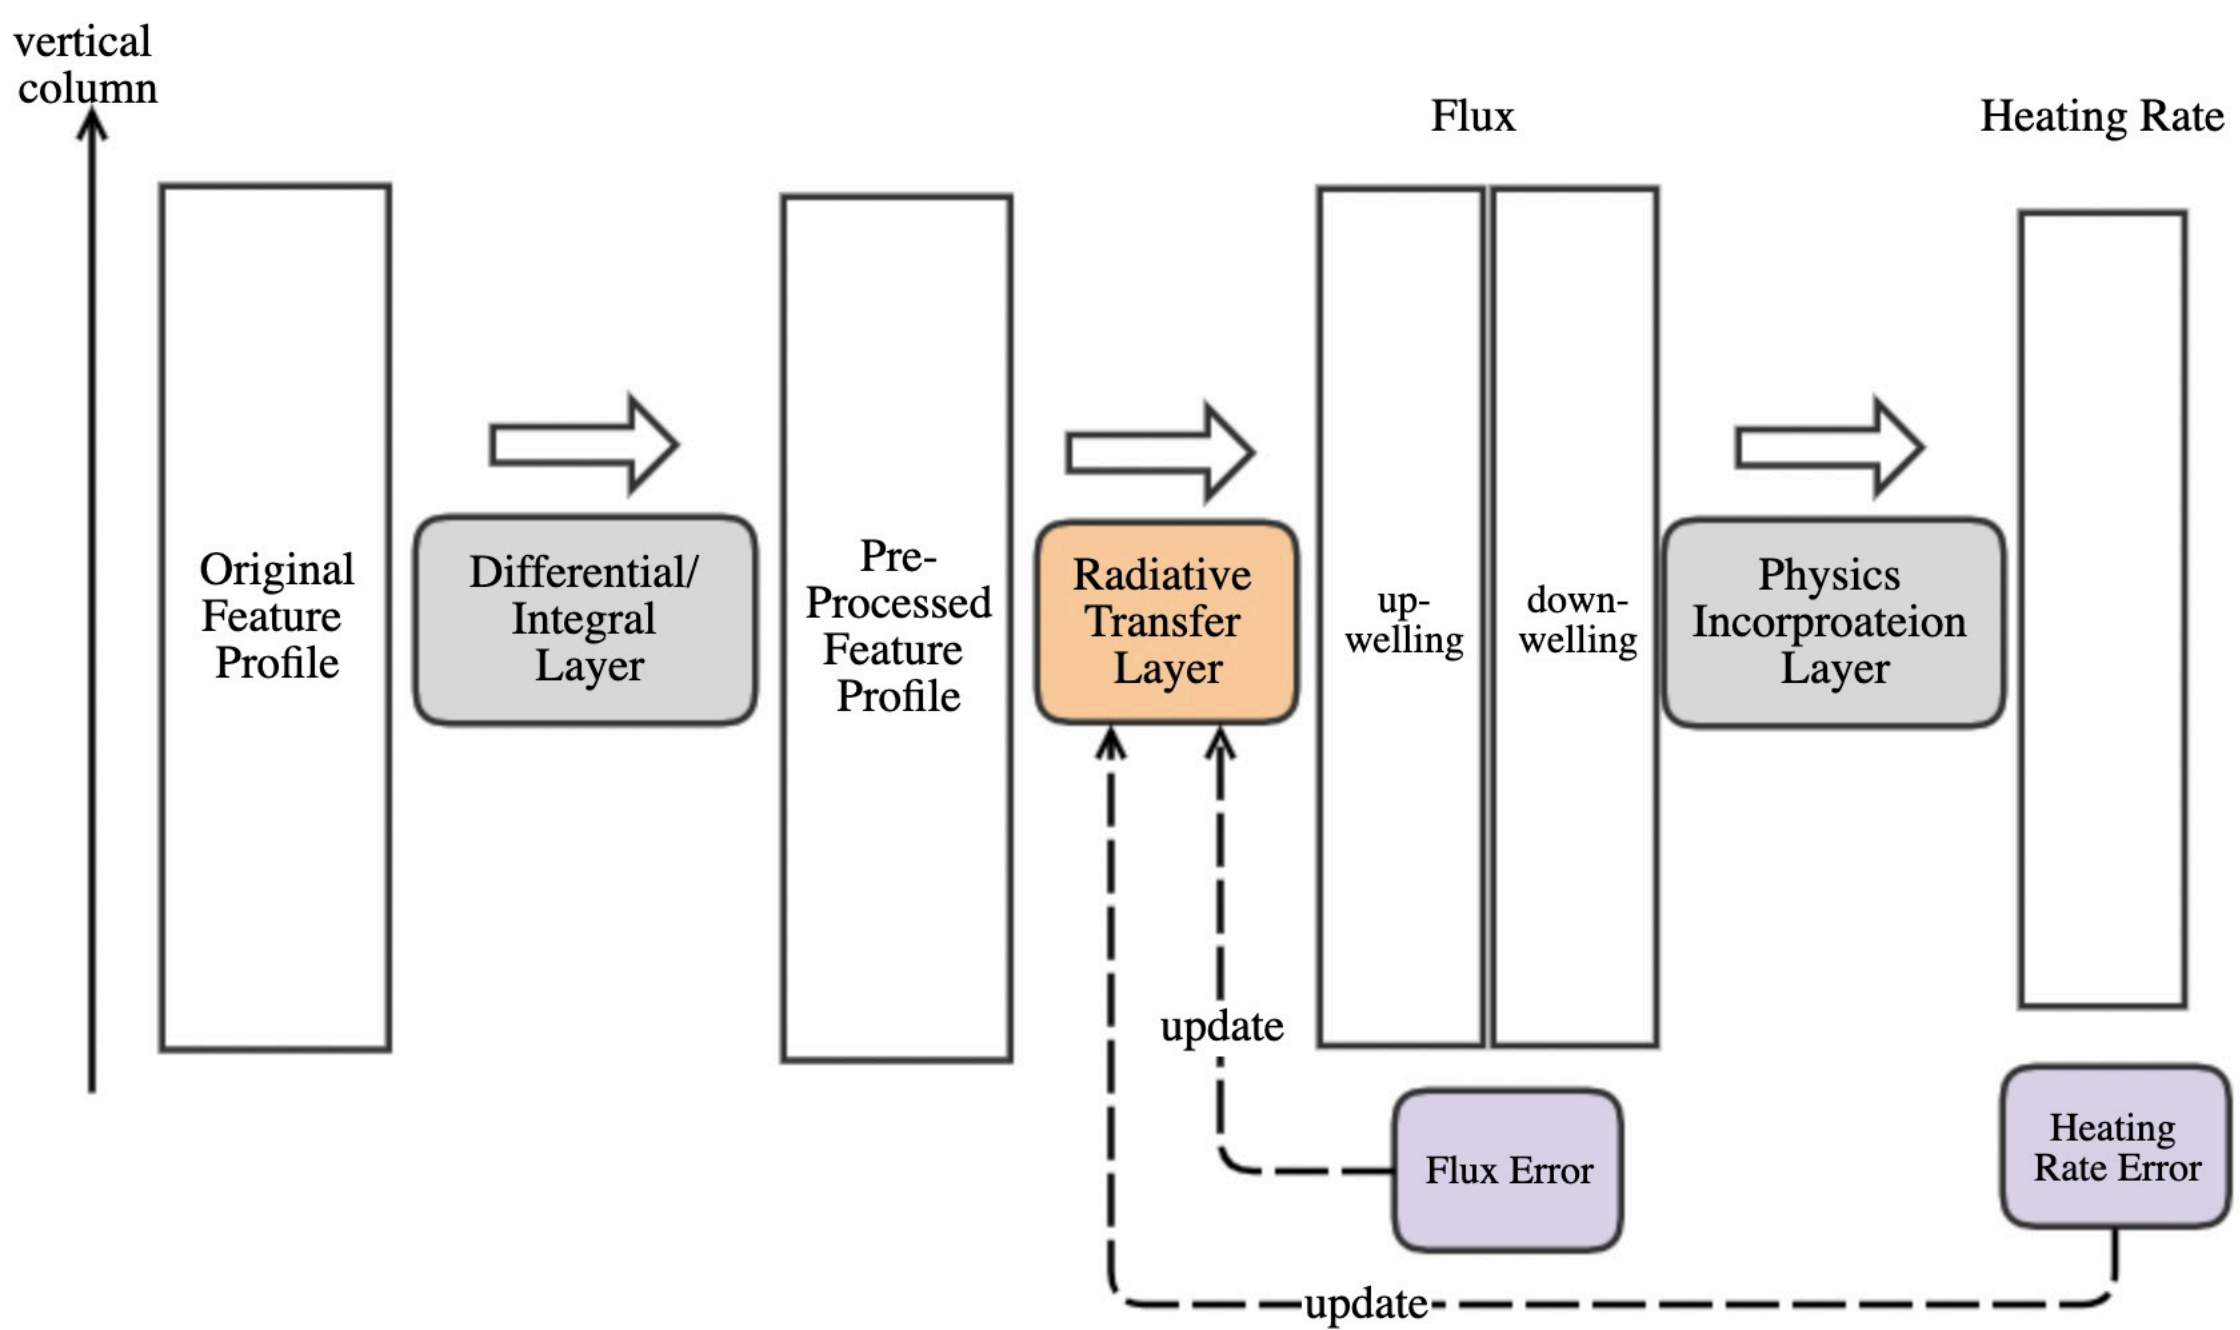 vertical
column
Flux
Heating Rate
Original
Feature
Profile
Differential/
Integral
Layer
Pre-
Processed
Feature
Profile
Radiative
Transfer
Layer
up-
welling
down-
welling
Physics
Incorproateion
Layer
update
Flux Error
Heating
Rate Error
update